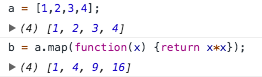 a = [1,2,3,4];
▶(4) [1, 2, 3, 4]
b = a.map(function(x) {return x*x});
▶(4) [1, 4, 9, 16]